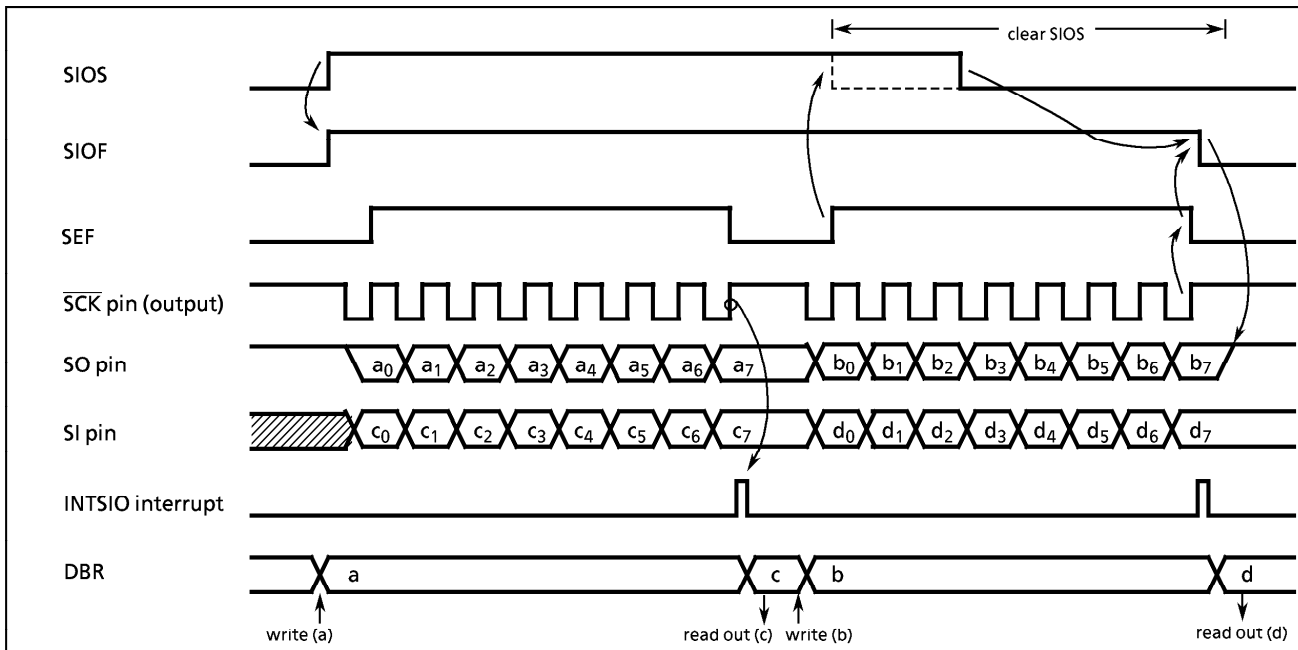 clear SIOS
SIOS
SIOF
SEF
S̅C̅K̅ pin (output)
SO pin a₀ a₁ a₂ a₃ a₄ a₅ a₆ a₇ b₀ b₁ b₂ b₃ b₄ b₅ b₆ b₇
SI pin c₀ c₁ c₂ c₃ c₄ c₅ c₆ c₇ d₀ d₁ d₂ d₃ d₄ d₅ d₆ d₇
INTSIO interrupt
DBR a c b d
write (a) read out (c) write (b) read out (d)